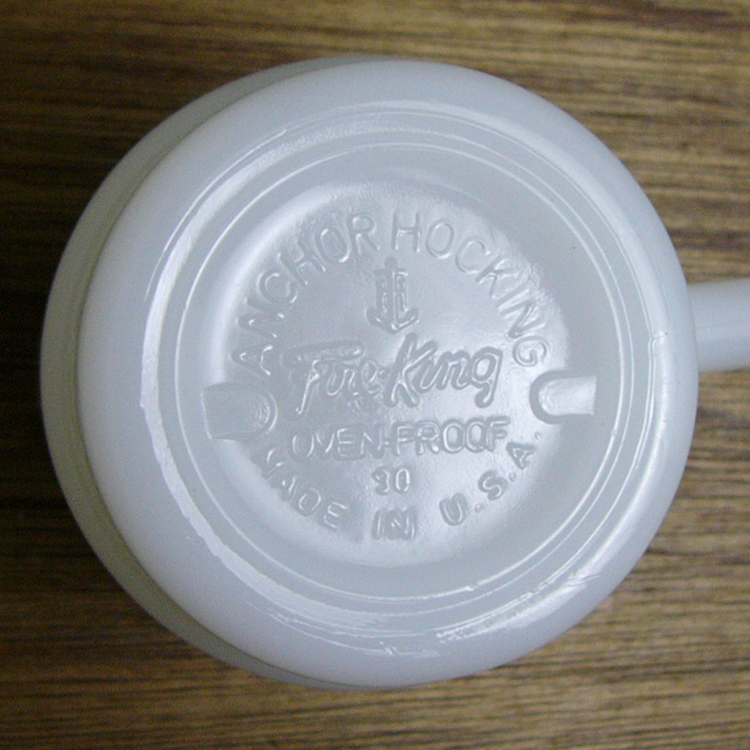 ANCHOR HOCKING
Fire-King
OVEN-PROOF
30
MADE IN U.S.A.